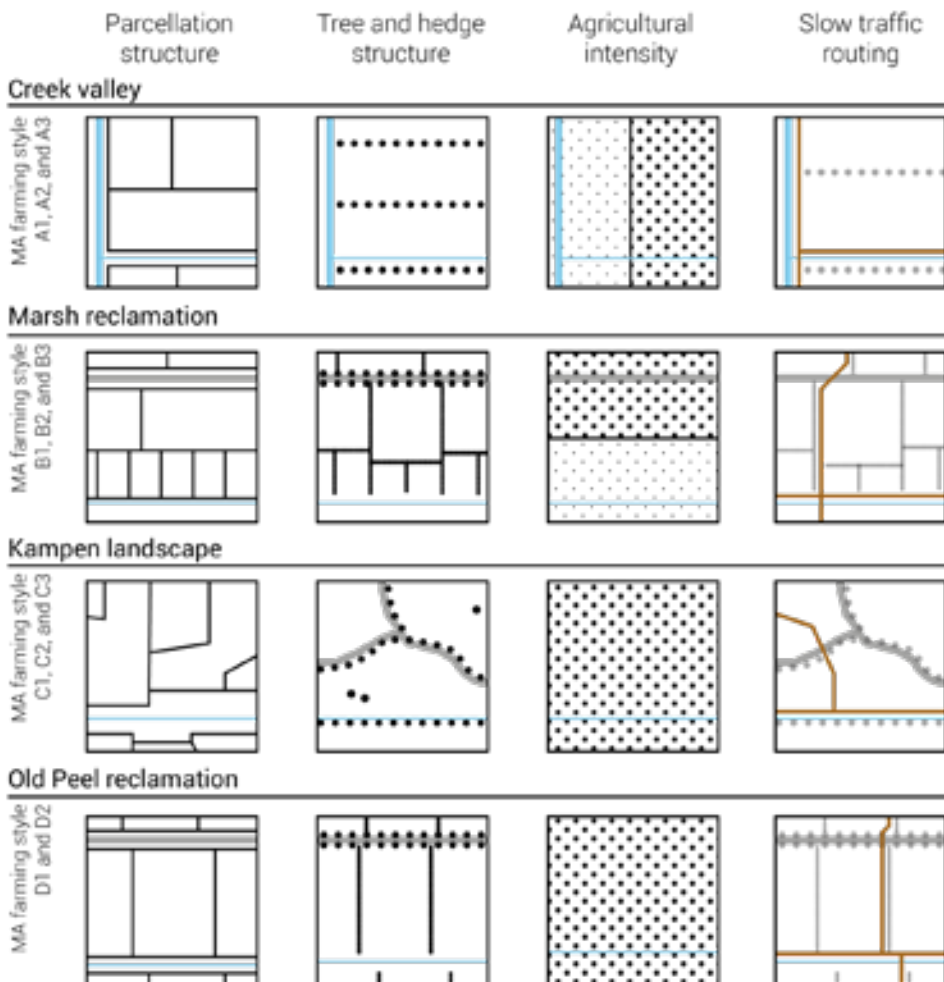 Parcellation
structure
Tree and hedge
structure
Agricultural
intensity
Slow traffic
routing
Creek valley
MA farming style
A1, A2, and A3
Marsh reclamation
MA farming style
B1, B2, and B3
Kampen landscape
MA farming style
C1, C2, and C3
Old Peel reclamation
MA farming style
D1 and D2